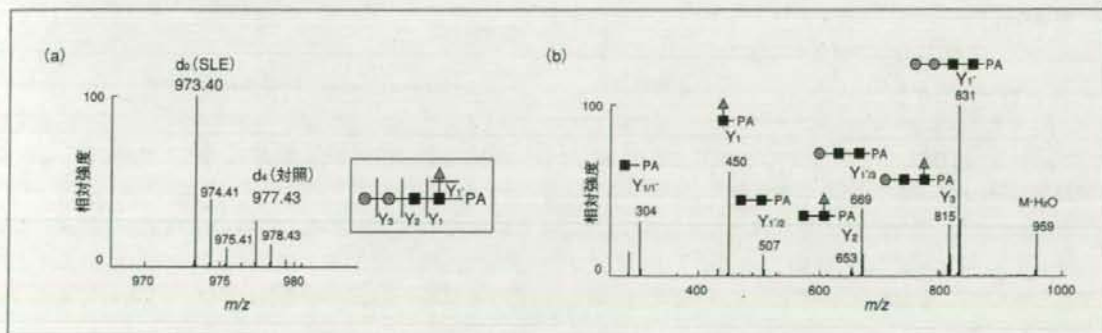 (a)
d₀(SLE)
973.40
100
974.41
d₄(対照)
977.43
975.41
978.43
相対強度
0
970
975
980
m/z
Y₁'
PA
Y₃
Y₂
Y₁
(b)
100
相対強度
0
PA
Y₁/₁'
304
PA
Y₁
450
PA
Y₁'/₂
507
PA
Y₂
653
PA
Y₁'/₃
669
PA
Y₃
815
PA
Y₁'
831
M-H₂O
959
400
600
800
1000
m/z